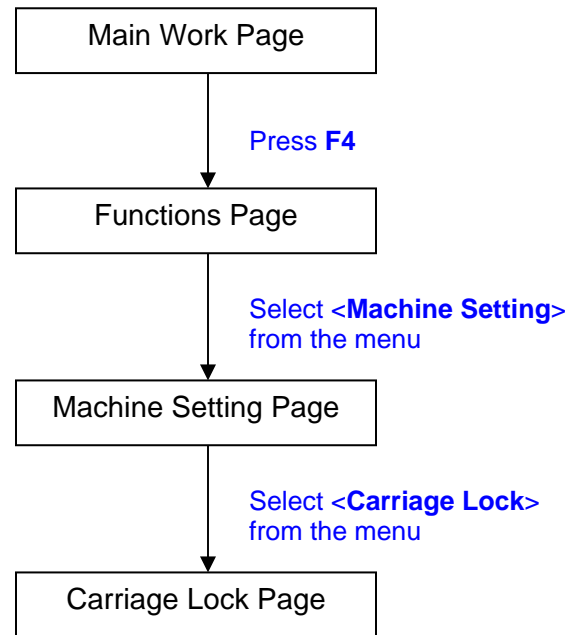 Main Work Page
Press F4
Functions Page
Select <Machine Setting>
from the menu
Machine Setting Page
Select <Carriage Lock>
from the menu
Carriage Lock Page